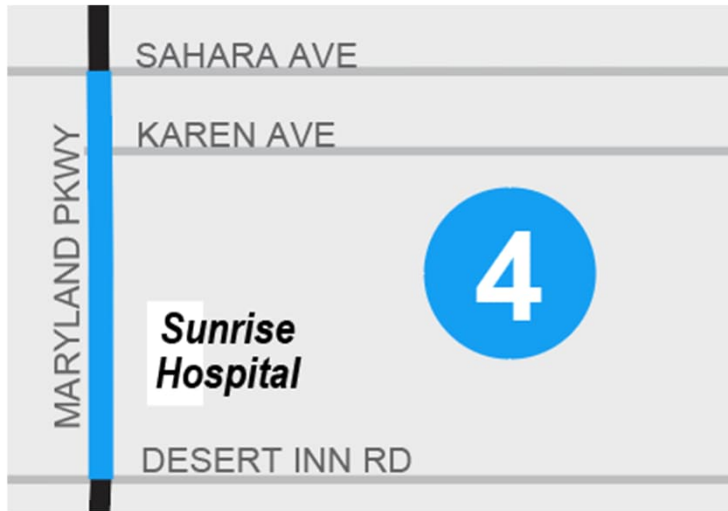 SAHARA AVE
KAREN AVE
MARYLAND PKWY
4
Sunrise
Hospital
DESERT INN RD